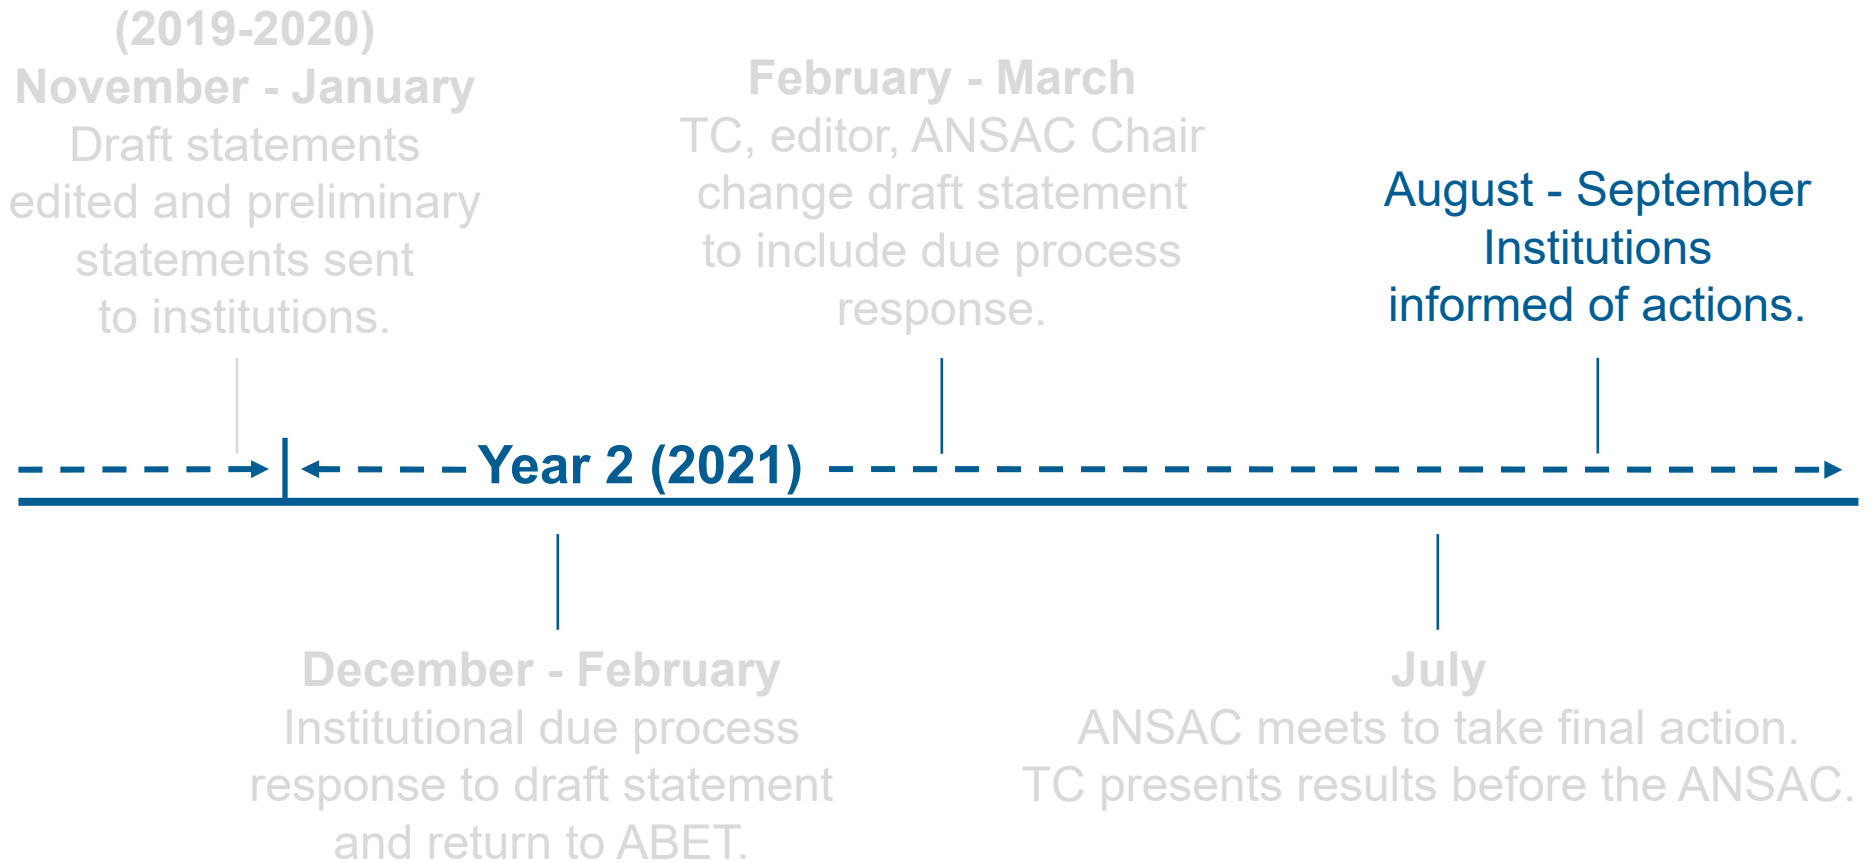 (2019-2020)
November - January
Draft statements
edited and preliminary
statements sent
to institutions.
February - March
TC, editor, ANSAC Chair
change draft statement
to include due process
response.
August - September
Institutions
informed of actions.
Year 2 (2021)
December - February
Institutional due process
response to draft statement
and return to ABET.
July
ANSAC meets to take final action.
TC presents results before the ANSAC.